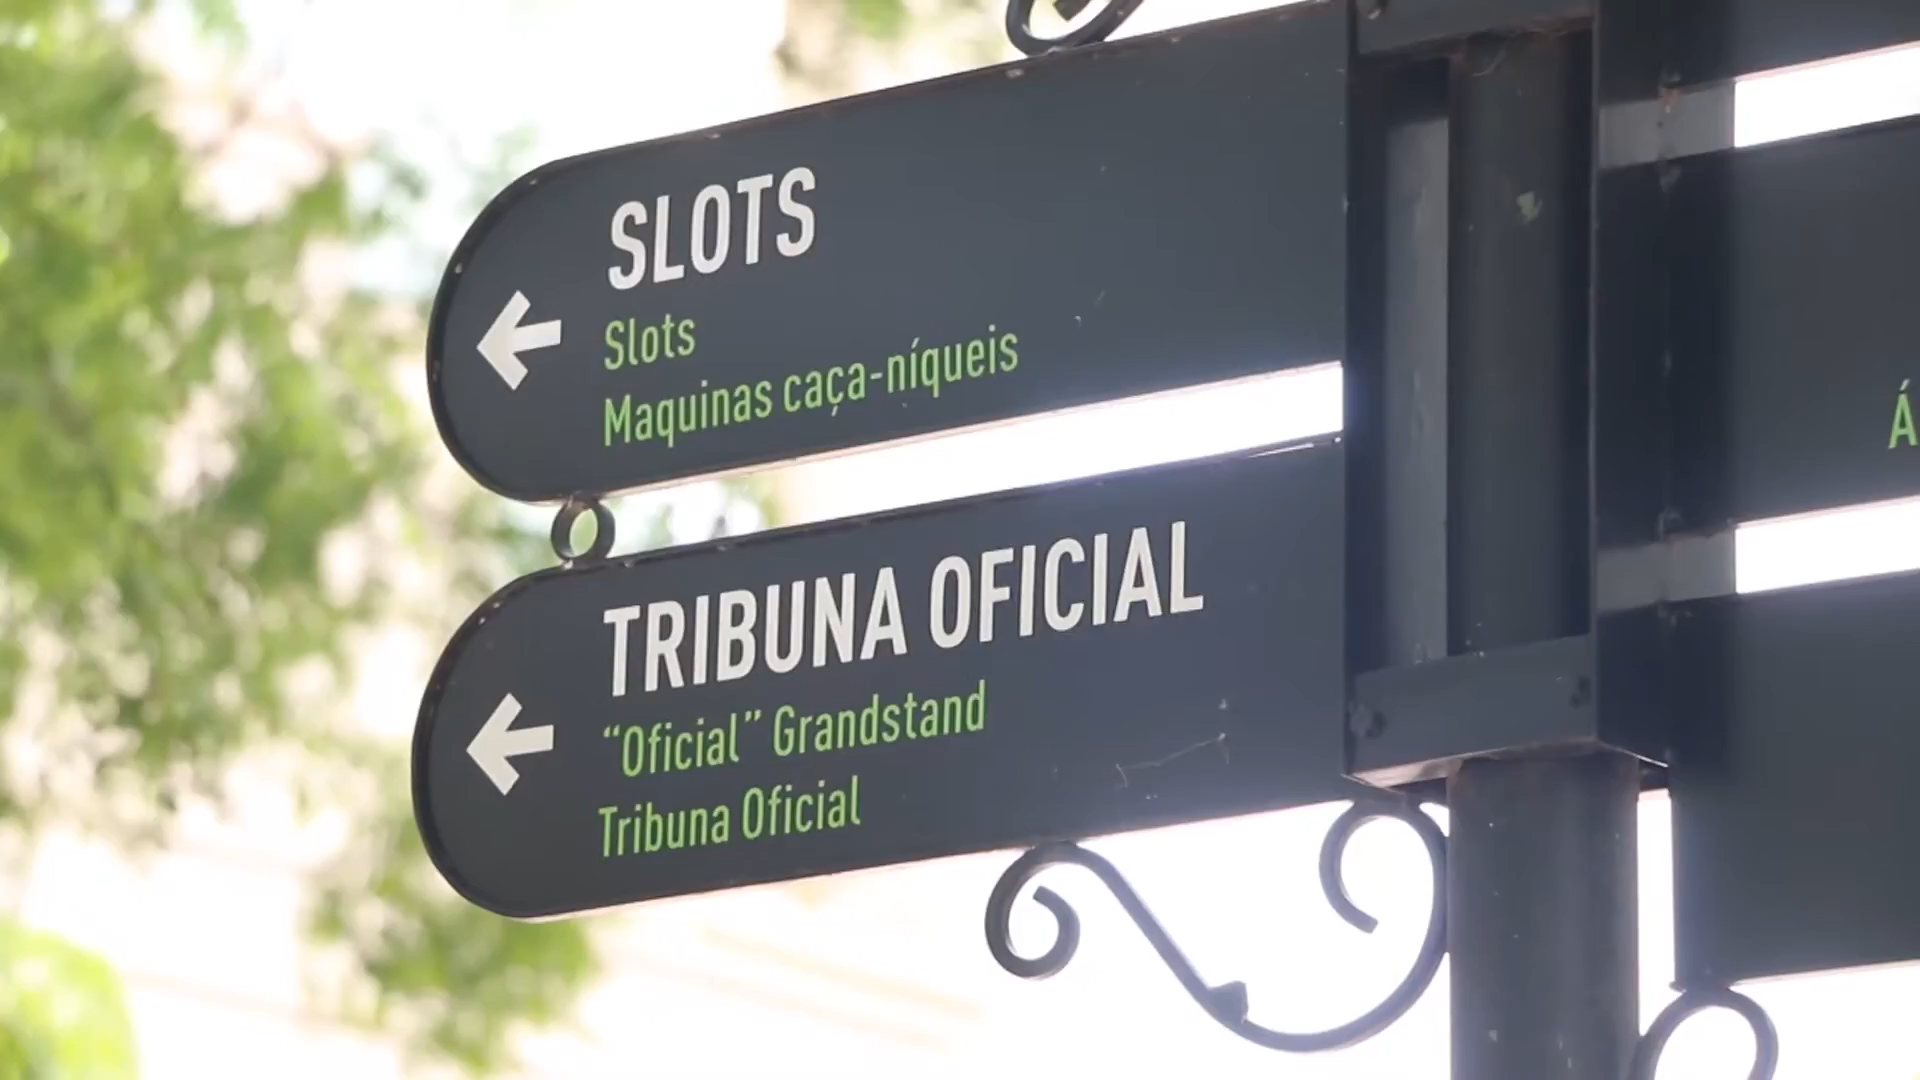 SLOTS
Slots
Maquinas caça-níqueis
TRIBUNA OFICIAL
“Oficial” Grandstand
Tribuna Oficial